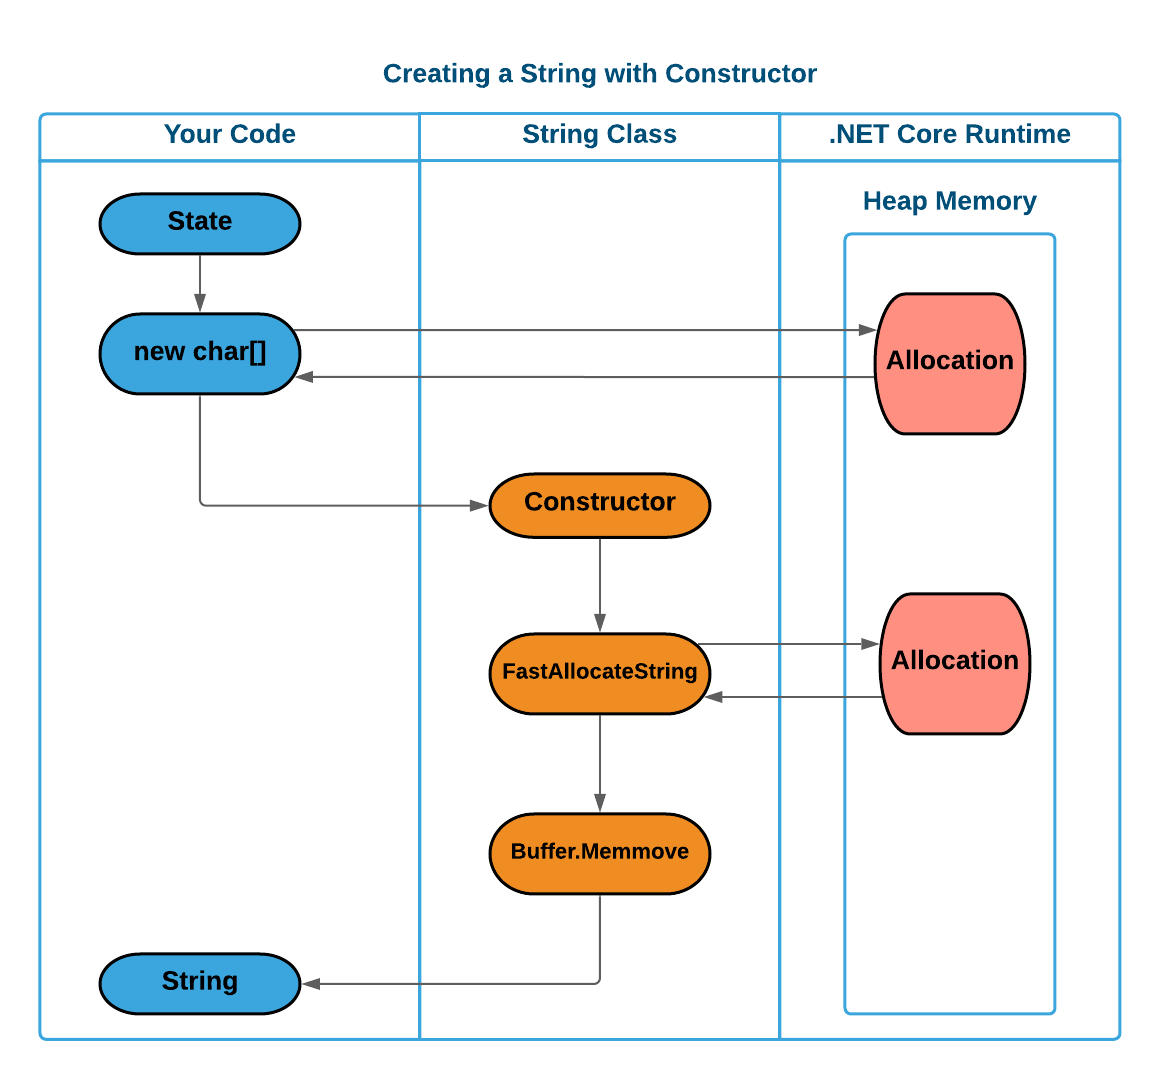 Creating a String with Constructor
Your Code
String Class
.NET Core Runtime
Heap Memory
State
new char[]
Allocation
Constructor
FastAllocateString
Allocation
Buffer.Memmove
String